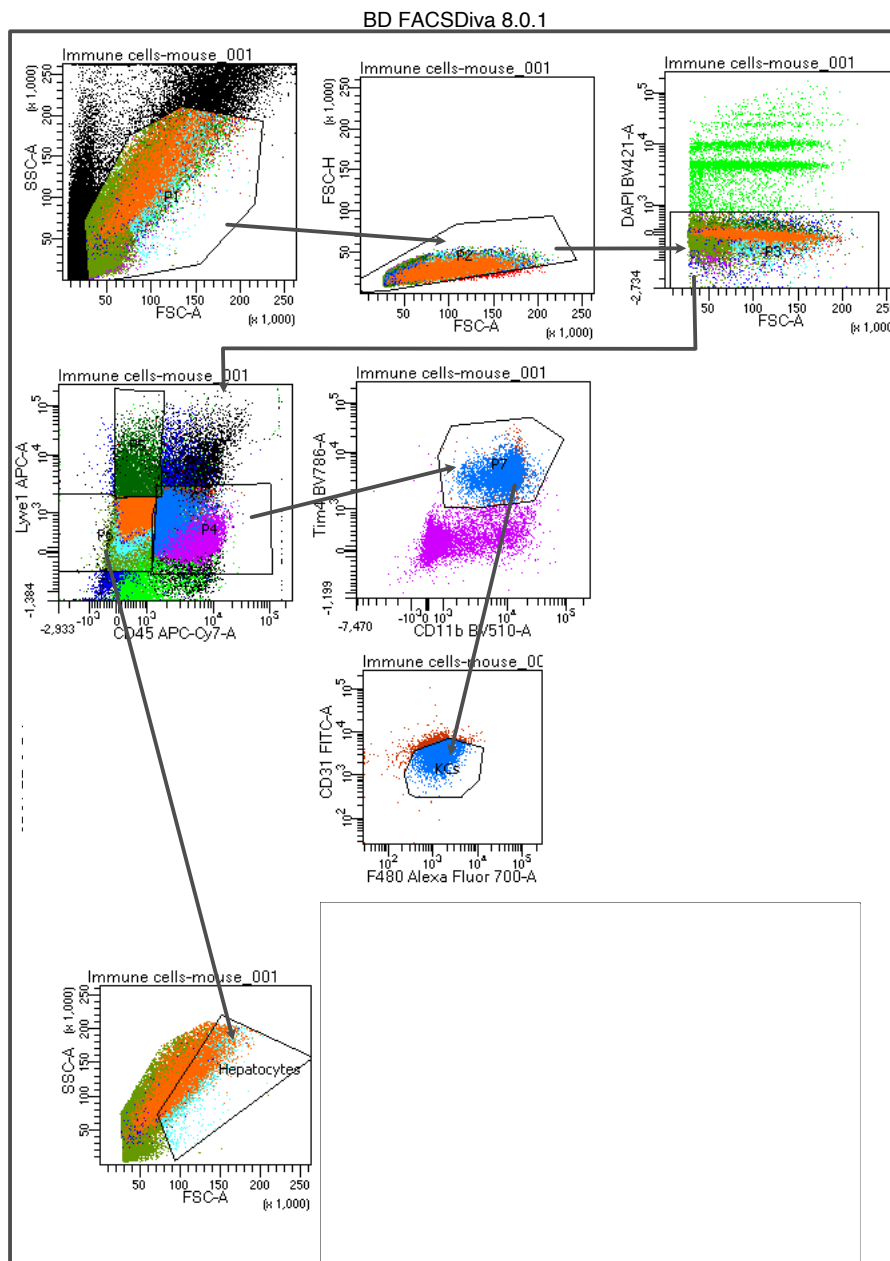 BD FACSDiva 8.0.1
Immune cells-mouse_001
SSC-A
(x 1,000)
250
200
150
100
50
P1
50 100 150 200 250
FSC-A
(x 1,000)
Immune cells-mouse_001
FSC-H
(x 1,000)
250
200
150
100
50
P2
50 100 150 200 250
FSC-A
(x 1,000)
Immune cells-mouse_001
DAPI BV421-A
10^5
10^4
10^3
0
-2,734
P3
50 100 150 200 250
FSC-A
(x 1,000)
Immune cells-mouse_001
Lyve1 APC-A
10^5
10^4
10^3
0
-1,384
P4
-2,933
-10^3 0 10^3 10^4 10^5
CD45 APC-Cy7-A
Immune cells-mouse_001
10^5
10^4
10^3
0
-1,199
P7
-7,470
-10^3 0 10^3 10^4 10^5
CD11b BV510-A
Immune cells-mouse_00
CD31 FITC-A
10^5
10^4
10^3
10^2
KCs
10^2 10^3 10^4 10^5
F480 Alexa Fluor 700-A
Immune cells-mouse_001
SSC-A
(x 1,000)
250
200
150
100
50
Hepatocytes
50 100 150 200 250
FSC-A
(x 1,000)